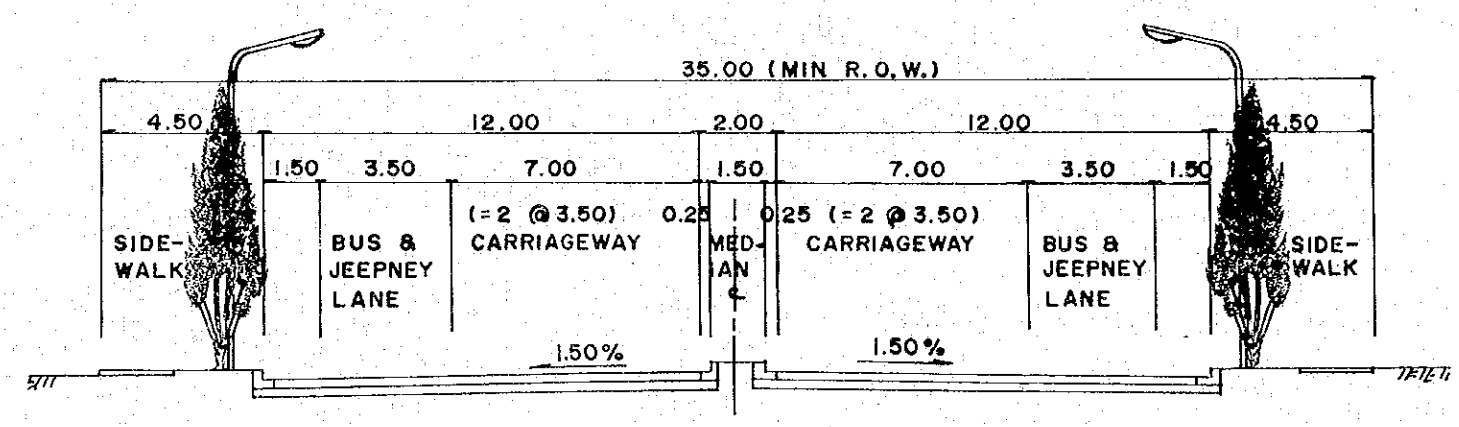 35.00 (MIN R.O.W.)
4.50 12.00 2.00 12.00 4.50
1.50 3.50 7.00 1.50 7.00 3.50 1.50
(=2 @ 3.50) 0.25 0.25 (=2 @ 3.50)
SIDE-
WALK
BUS &
JEEPNEY
LANE
CARRIAGEWAY
MED-
IAN
℄
CARRIAGEWAY
BUS &
JEEPNEY
LANE
SIDE-
WALK
1.50% 1.50%